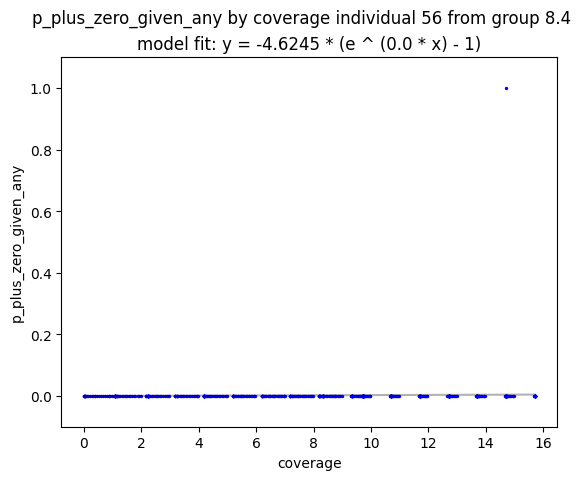 p_plus_zero_given_any by coverage individual 56 from group 8.4
model fit: y = -4.6245 * (e ^ (0.0 * x) - 1)
p_plus_zero_given_any
1.0
0.8
0.6
0.4
0.2
0.0
0 2 4 6 8 10 12 14 16
coverage